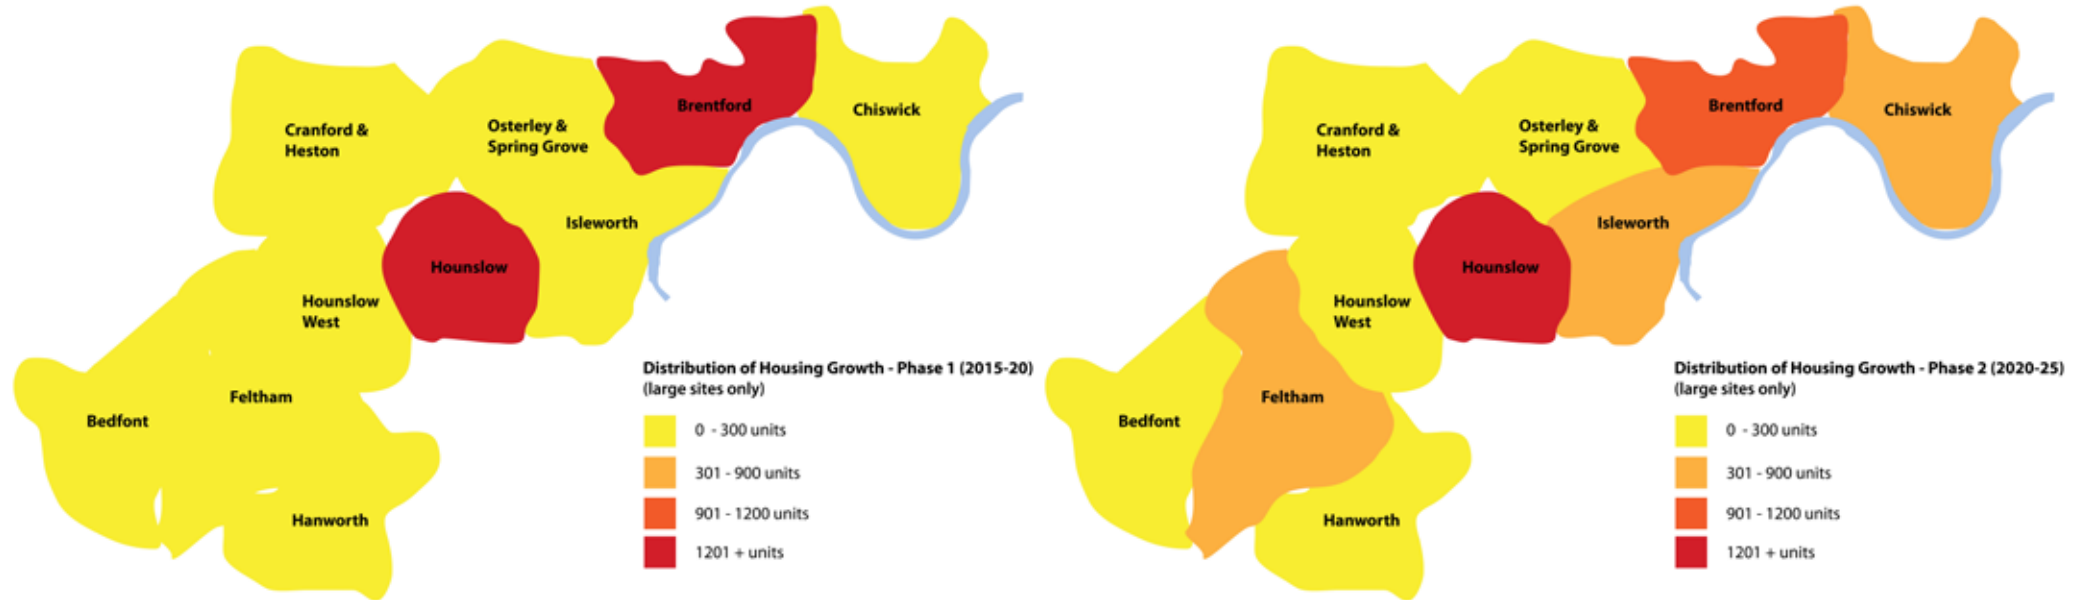 Brentford
Chiswick
Cranford &
Heston
Osterley &
Spring Grove
Isleworth
Hounslow
Hounslow
West
Feltham
Bedfont
Hanworth
Distribution of Housing Growth - Phase 1 (2015-20)
(large sites only)
0 - 300 units
301 - 900 units
901 - 1200 units
1201 + units
Brentford
Chiswick
Cranford &
Heston
Osterley &
Spring Grove
Isleworth
Hounslow
Hounslow
West
Feltham
Bedfont
Hanworth
Distribution of Housing Growth - Phase 2 (2020-25)
(large sites only)
0 - 300 units
301 - 900 units
901 - 1200 units
1201 + units